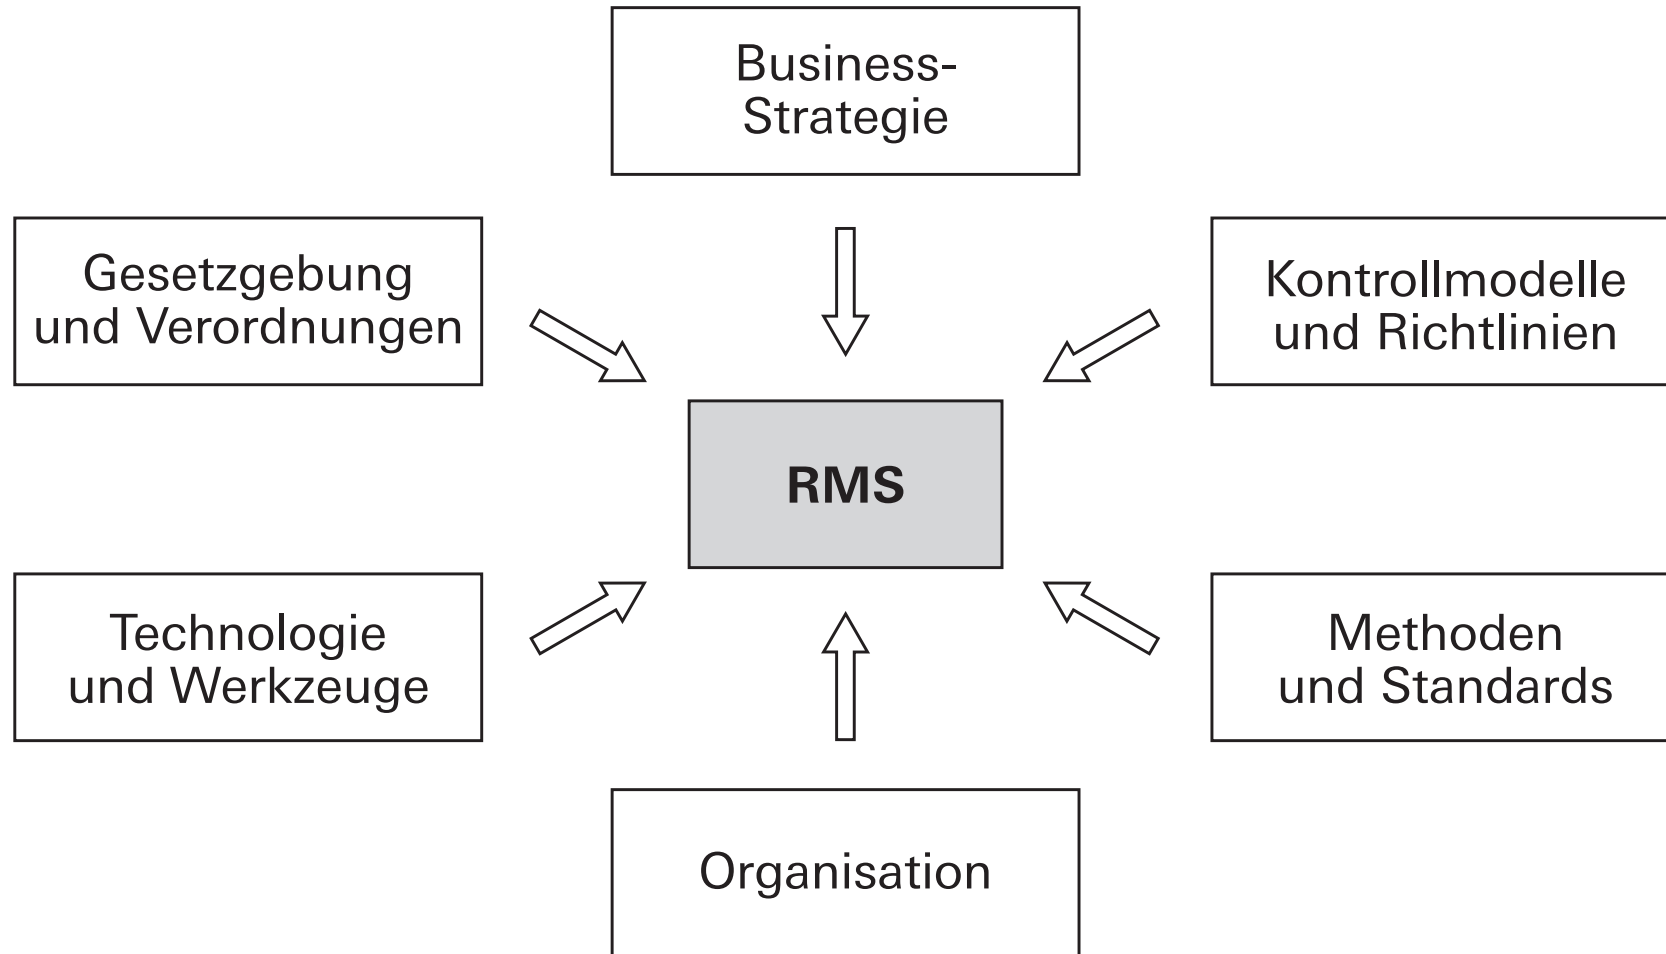 Business-
Strategie
Gesetzgebung
und Verordnungen
Kontrollmodelle
und Richtlinien
RMS
Technologie
und Werkzeuge
Methoden
und Standards
Organisation